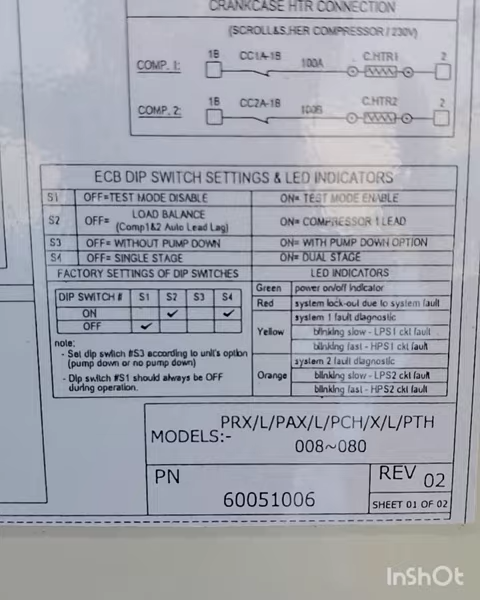 CRANKCASE HTR CONNECTION
(SCROLL&S.HER COMPRESSOR / 230V)
COMP. 1: 1B CC1A-1B 100A C.HTR1 2
COMP. 2: 1B CC2A-1B 100B C.HTR2 2
ECB DIP SWITCH SETTINGS & LED INDICATORS
S1 OFF=TEST MODE DISABLE ON= TEST MODE ENABLE
S2 OFF= LOAD BALANCE (Comp1&2 Auto Lead Lag) ON= COMPRESSOR 1 LEAD
S3 OFF= WITHOUT PUMP DOWN ON= WITH PUMP DOWN OPTION
S4 OFF= SINGLE STAGE ON= DUAL STAGE
FACTORY SETTINGS OF DIP SWITCHES
DIP SWITCH # S1 S2 S3 S4
ON ✓ ✓
OFF ✓
note:
- Set dip switch #S3 according to unit's option
(pump down or no pump down)
- Dip switch #S1 should always be OFF
during operation.
LED INDICATORS
Green power on/off indicator
Red system lock-out due to system fault
Yellow system 1 fault diagnostic
blinking slow - LPS1 ckt fault
blinking fast - HPS1 ckt fault
Orange system 2 fault diagnostic
blinking slow - LPS2 ckt fault
blinking fast - HPS2 ckt fault
MODELS:- PRX/L/PAX/L/PCH/X/L/PTH
008~080
PN
60051006
REV 02
SHEET 01 OF 02
InShOt